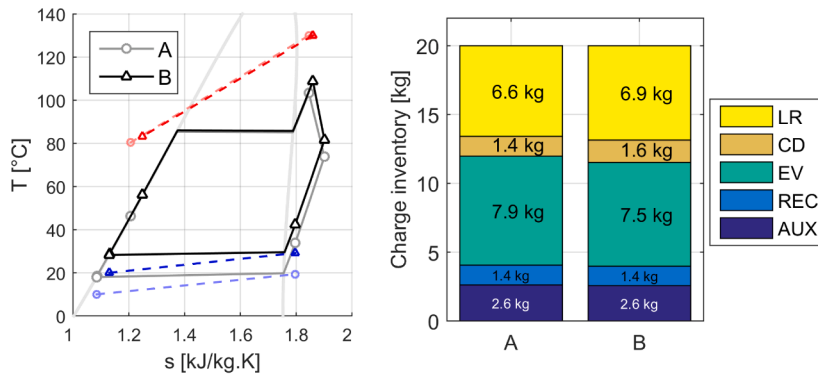 140
120
100
80
60
40
20
0
T [°C]
A
B
1
1.2
1.4
1.6
1.8
2
s [kJ/kg.K]
20
15
10
5
0
Charge inventory [kg]
6.6 kg
6.9 kg
1.4 kg
1.6 kg
7.9 kg
7.5 kg
1.4 kg
1.4 kg
2.6 kg
2.6 kg
A
B
LR
CD
EV
REC
AUX